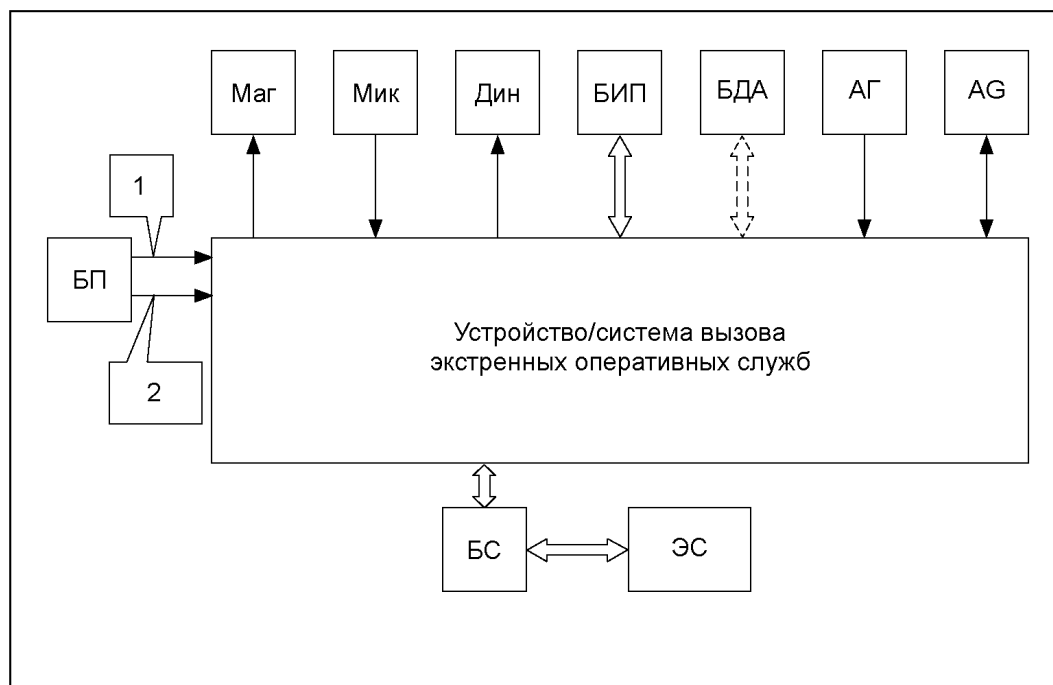 Маг
Мик
Дин
БИП
БДА
АГ
AG
1
БП
2
Устройство/система вызова
экстренных оперативных служб
БС
ЭС